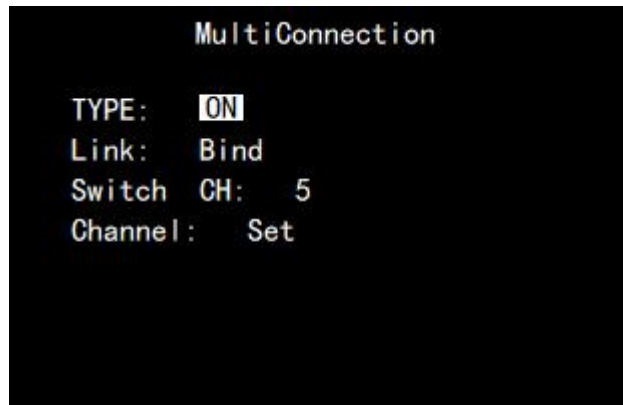 MultiConnection
TYPE: ON
Link: Bind
Switch CH: 5
Channel: Set